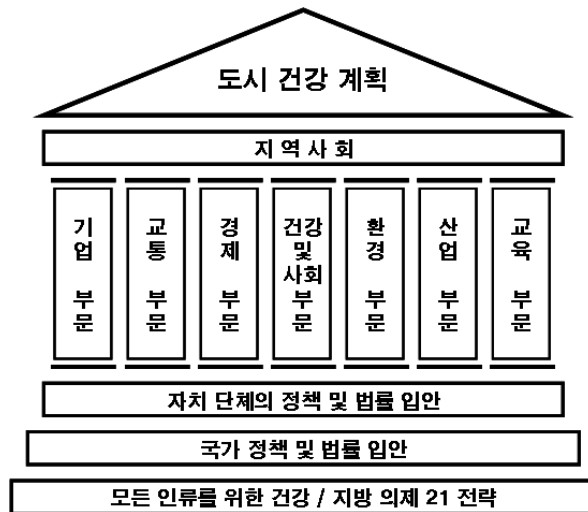 도시 건강 계획
지 역 사 회
기업 부문
교통 부문
경제 부문
건강 및 사회 부문
환경 부문
산업 부문
교육 부문
자치 단체의 정책 및 법률 입안
국가 정책 및 법률 입안
모든 인류를 위한 건강 / 지방 의제 21 전략